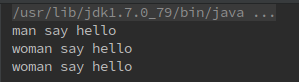 /usr/lib/jdk1.7.0_79/bin/java ...
man say hello
woman say hello
woman say hello